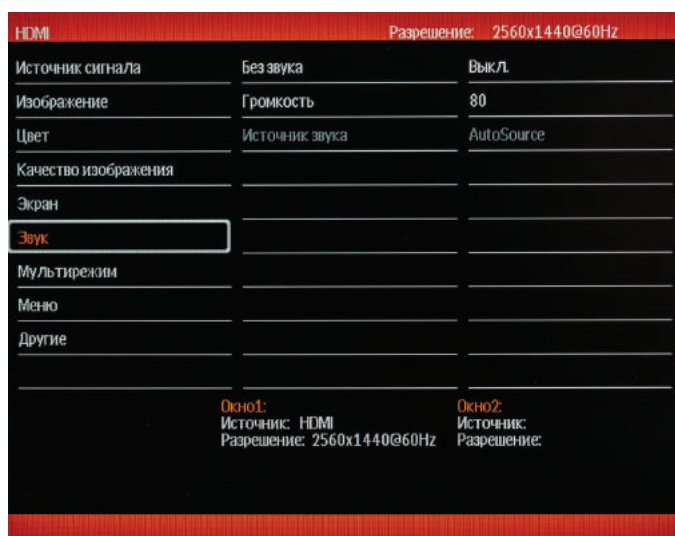 HDMI Разрешение: 2560x1440@60Hz
Источник сигнала Без звука Выкл.
Изображение Громкость 80
Цвет Источник звука AutoSource
Качество изображения
Экран
Звук
Мультирежим
Меню
Другие
Окно1: Окно2:
Источник: HDMI Источник:
Разрешение: 2560x1440@60Hz Разрешение: